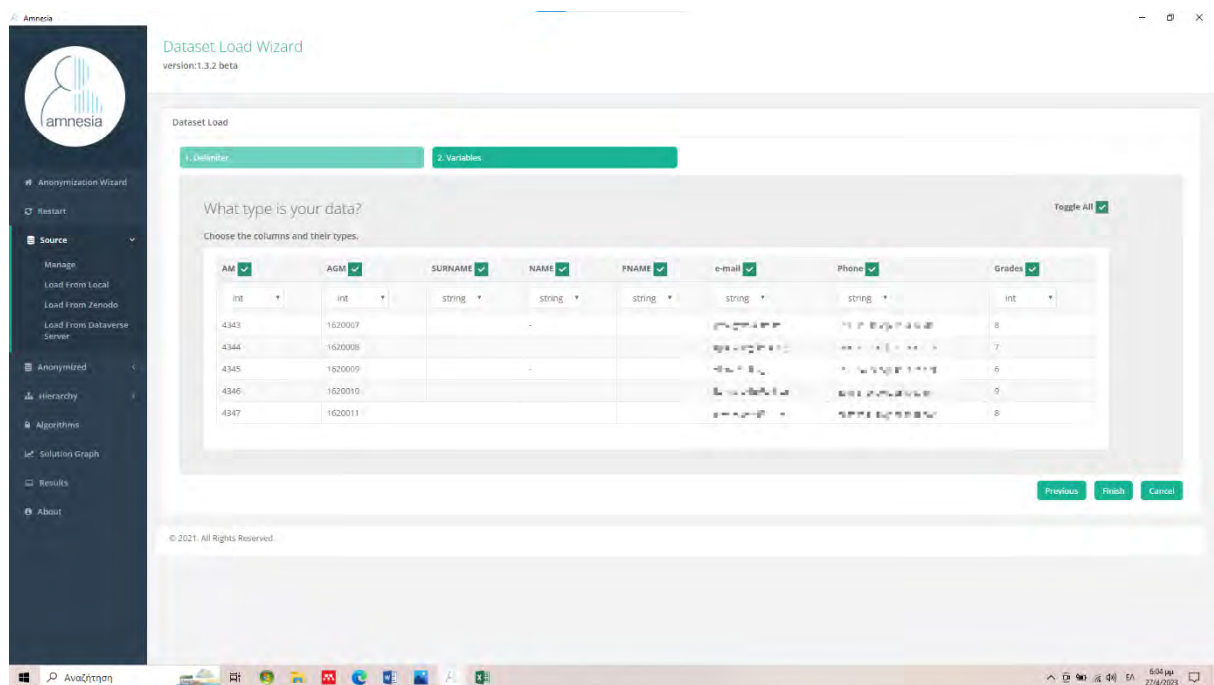 Amnesia
Dataset Load Wizard
version:1.3.2 beta
amnesia
Anonymization Wizard
Restart
Source
Manage
Load From Local
Load From Zenodo
Load From Dataverse
Server
Anonymized
Hierarchy
Algorithms
Solution Graph
Results
About
Dataset Load
1. Delimiter
2. Variables
What type is your data?
Toggle All
Choose the columns and their types.
AM AGM SURNAME NAME FNAME e-mail Phone Grades
int int string string string string string int
4343 1620007 - 8
4344 1620008 7
4345 1620009 - 6
4346 1620010 9
4347 1620011 8
Previous Finish Cancel
© 2021. All Rights Reserved.
Αναζήτηση
ΕΛ
6:04 μμ
27/4/2023